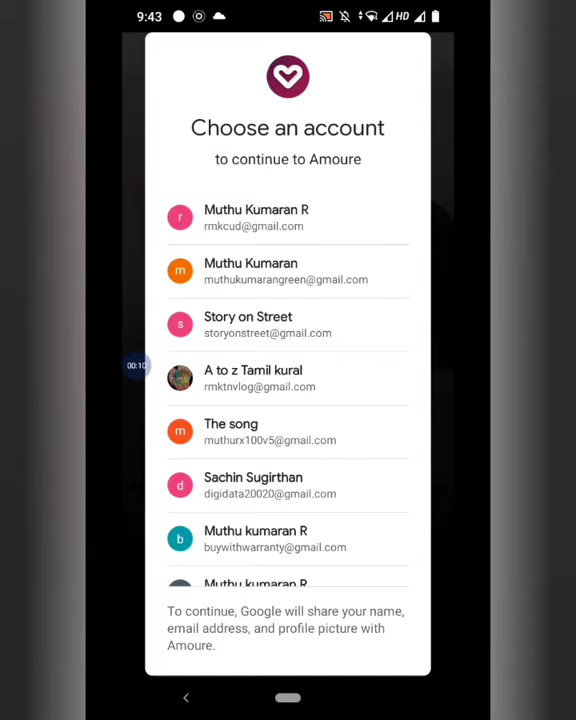 9:43 HD
Choose an account
to continue to Amoure
r Muthu Kumaran R
rmkcud@gmail.com
m Muthu Kumaran
muthukumarangreen@gmail.com
s Story on Street
storyonstreet@gmail.com
00:10
A to z Tamil kural
rmktnvlog@gmail.com
m The song
muthurx100v5@gmail.com
d Sachin Sugirthan
digidata20020@gmail.com
b Muthu kumaran R
buywithwarranty@gmail.com
Muthu kumaran R
To continue, Google will share your name,
email address, and profile picture with
Amoure.